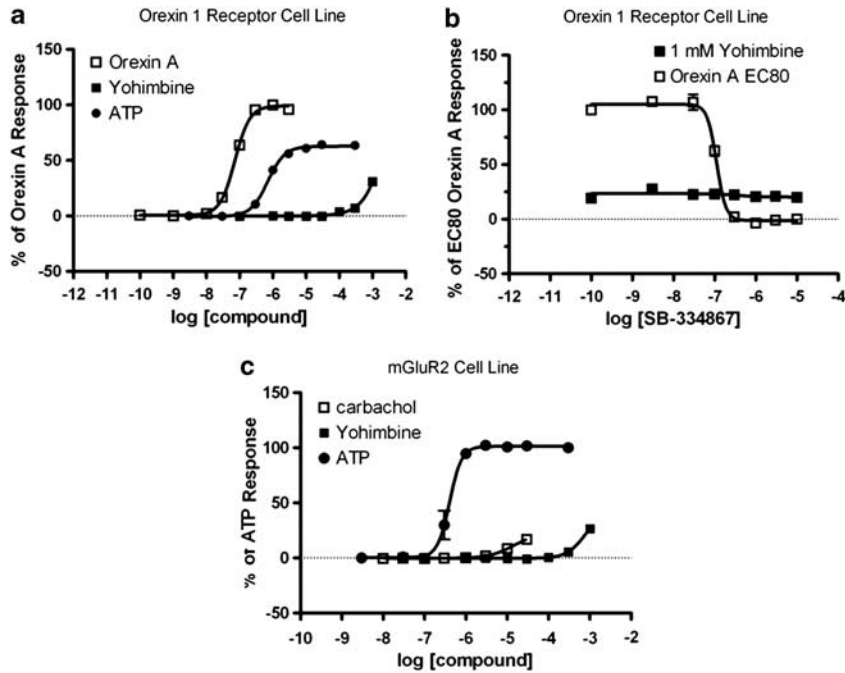 a
Orexin 1 Receptor Cell Line
% of Orexin A Response
150
100
50
0
-50
Orexin A
Yohimbine
ATP
-12 -11 -10 -9 -8 -7 -6 -5 -4 -3 -2
log [compound]
b
Orexin 1 Receptor Cell Line
% of EC80 Orexin A Response
150
100
50
0
-50
1 mM Yohimbine
Orexin A EC80
-12 -11 -10 -9 -8 -7 -6 -5 -4
log [SB-334867]
c
mGluR2 Cell Line
% or ATP Response
150
100
50
0
-50
carbachol
Yohimbine
ATP
-10 -9 -8 -7 -6 -5 -4 -3 -2
log [compound]